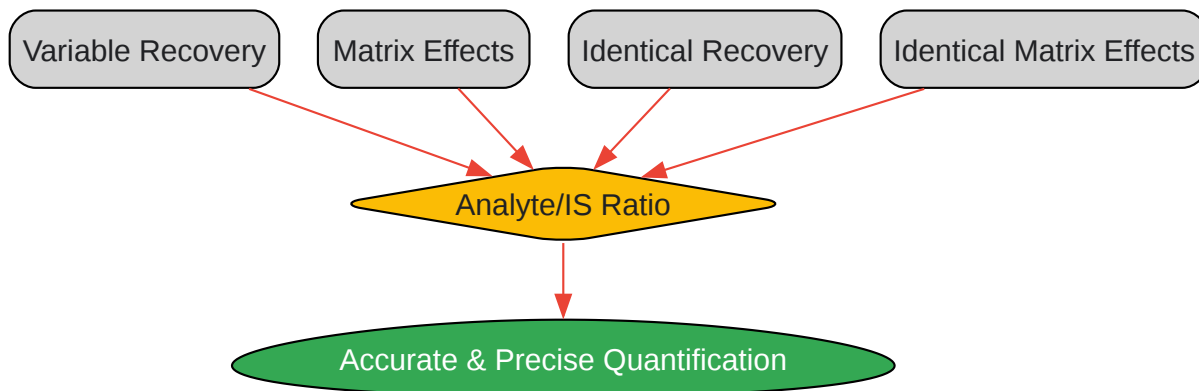 Variable Recovery
Matrix Effects
Identical Recovery
Identical Matrix Effects
Analyte/IS Ratio
Accurate & Precise Quantification